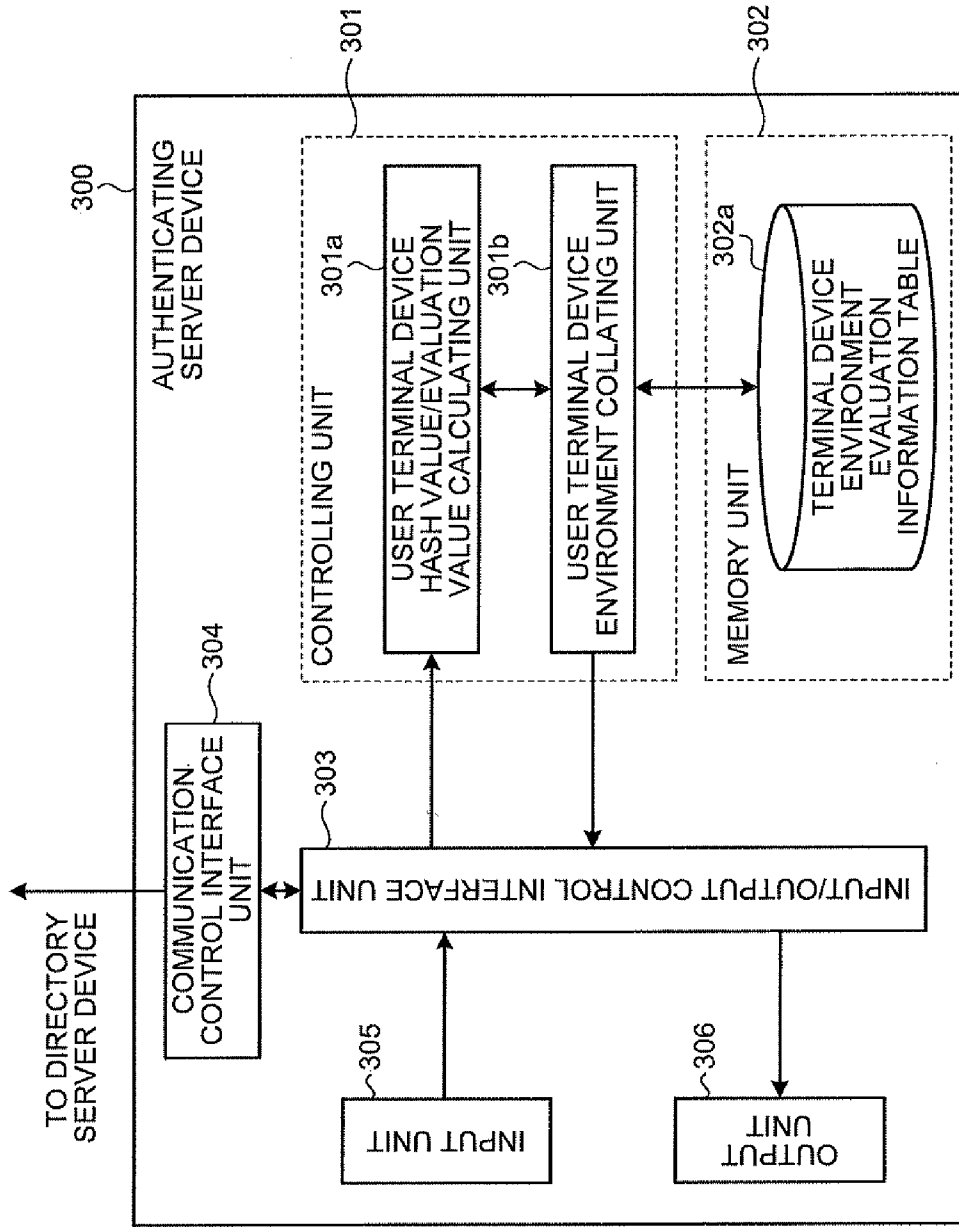 300
AUTHENTICATING
SERVER DEVICE
TO DIRECTORY
SERVER DEVICE
304
COMMUNICATION
CONTROL INTERFACE
UNIT
305
INPUT UNIT
306
OUTPUT
UNIT
303
INPUT/OUTPUT CONTROL INTERFACE UNIT
301
CONTROLLING UNIT
301a
USER TERMINAL DEVICE
HASH VALUE/EVALUATION
VALUE CALCULATING UNIT
301b
USER TERMINAL DEVICE
ENVIRONMENT COLLATING UNIT
302
MEMORY UNIT
302a
TERMINAL DEVICE
ENVIRONMENT
EVALUATION
INFORMATION TABLE